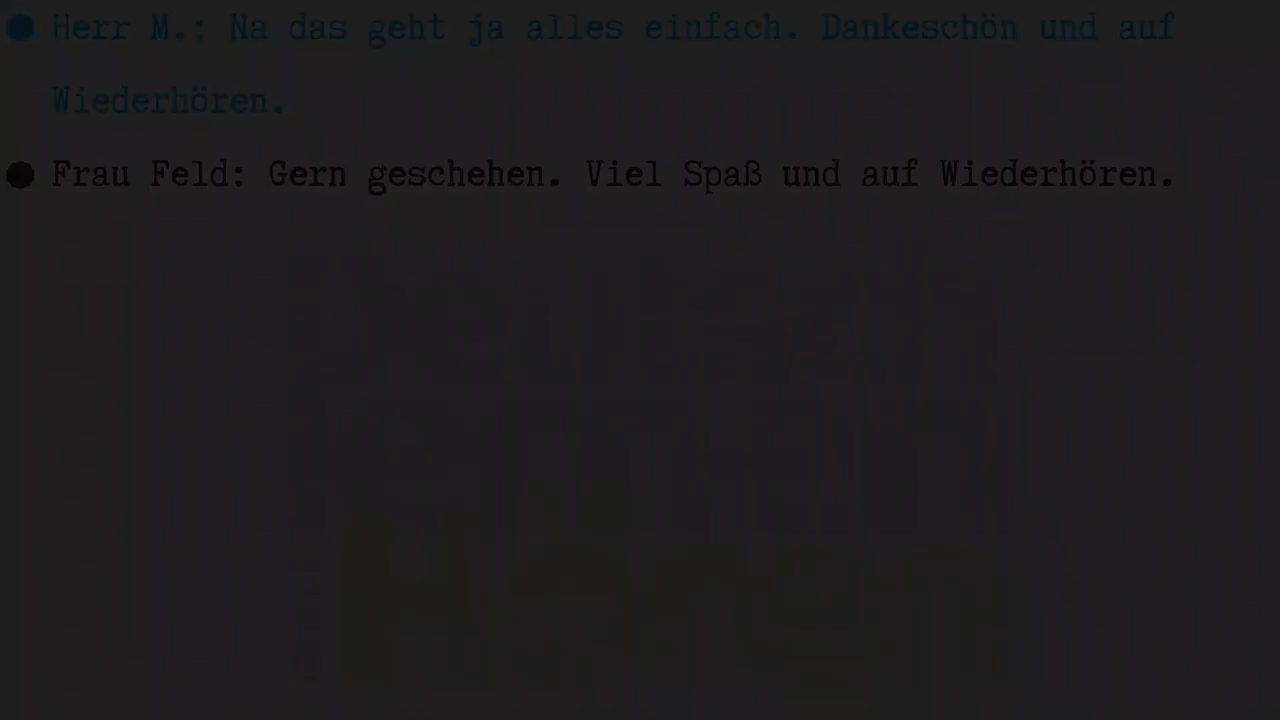 ● Herr M.: Na das geht ja alles einfach. Dankeschön und auf
Wiederhören.
● Frau Feld: Gern geschehen. Viel Spaß und auf Wiederhören.